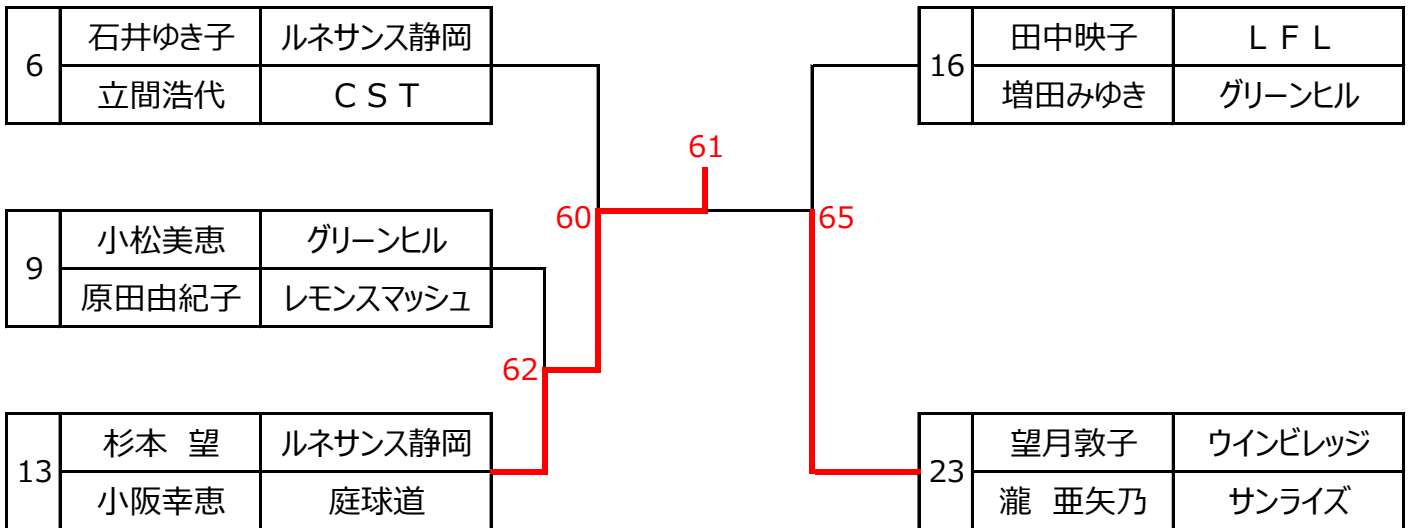 6 石井ゆき子 ルネサンス静岡
立間浩代 ＣＳＴ
16 田中映子 ＬＦＬ
増田みゆき グリーンヒル
61
60
65
9 小松美恵 グリーンヒル
原田由紀子 レモンスマッシュ
62
13 杉本　望 ルネサンス静岡
小阪幸恵 庭球道
23 望月敦子 ウインビレッジ
瀧　亜矢乃 サンライズ